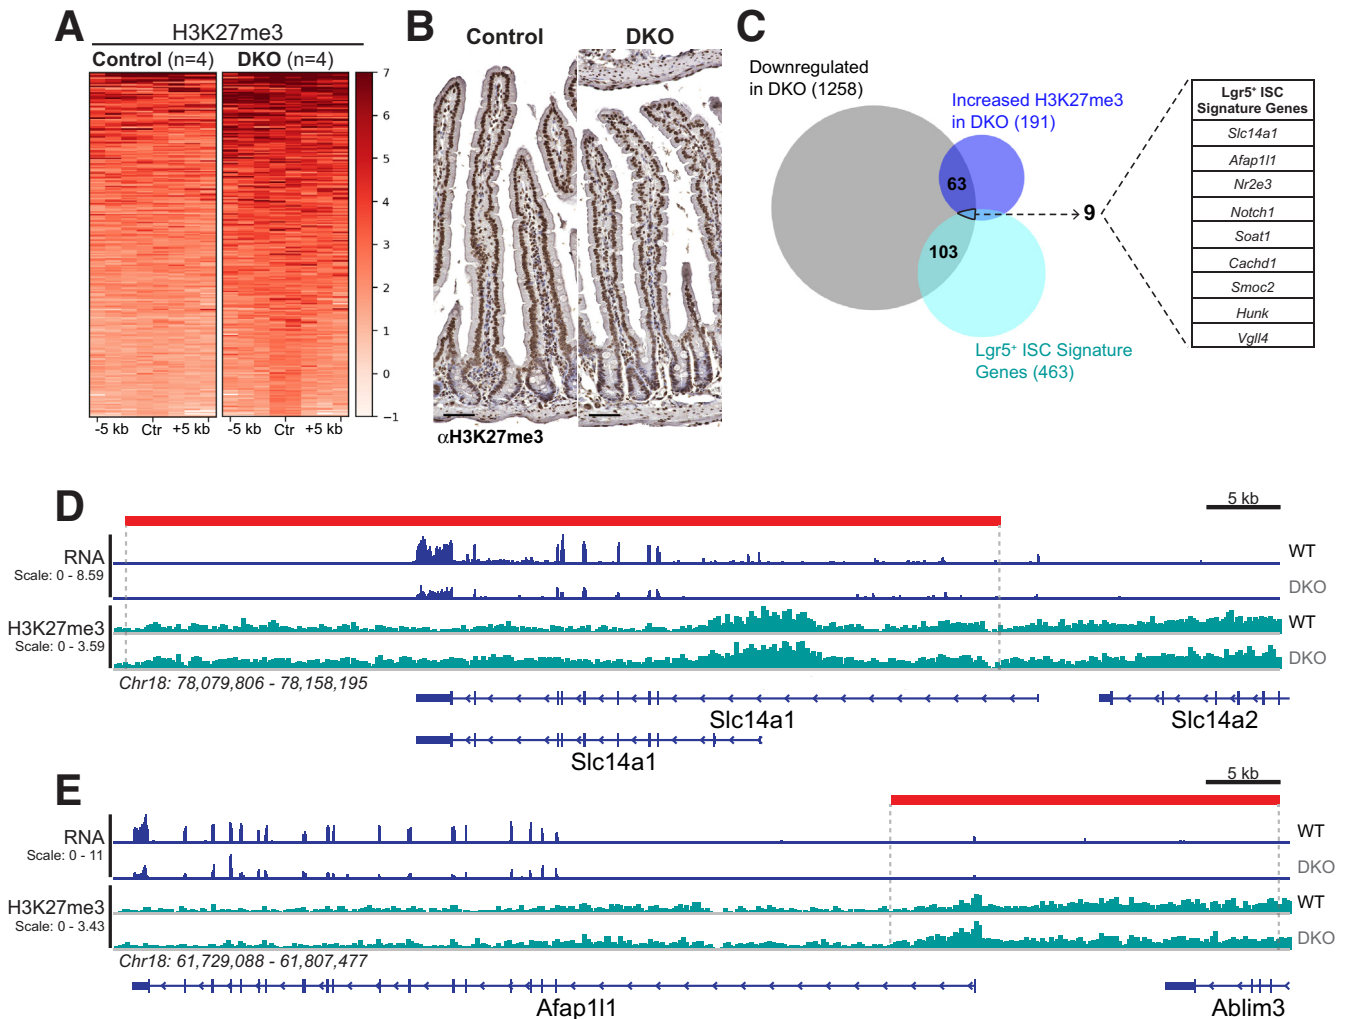 A
H3K27me3
Control (n=4) DKO (n=4)
7
6
5
4
3
2
1
0
−1
-5 kb Ctr +5 kb -5 kb Ctr +5 kb
B
Control DKO
αH3K27me3
C
Downregulated
in DKO (1258)
Increased H3K27me3
in DKO (191)
63
103
9
Lgr5+ ISC Signature
Genes (463)
Lgr5+ ISC
Signature Genes
Slc14a1
Afap1l1
Nr2e3
Notch1
Soat1
Cachd1
Smoc2
Hunk
Vgll4
D
5 kb
RNA
Scale: 0 - 8.59
WT
DKO
H3K27me3
Scale: 0 - 3.59
WT
DKO
Chr18: 78,079,806 - 78,158,195
Slc14a1
Slc14a2
Slc14a1
E
5 kb
RNA
Scale: 0 - 11
WT
DKO
H3K27me3
Scale: 0 - 3.43
WT
DKO
Chr18: 61,729,088 - 61,807,477
Afap1l1
Ablim3